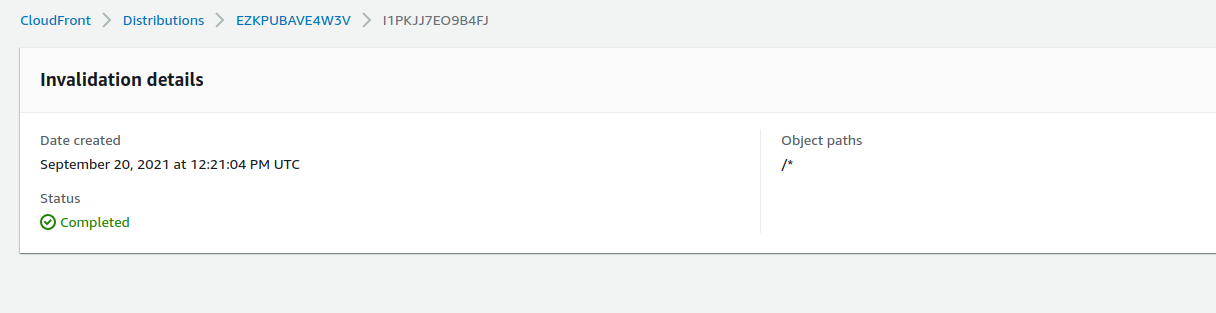 CloudFront Distributions EZKPUBAVE4W3V I1PKJJ7EO9B4FJ
Invalidation details
Date created
September 20, 2021 at 12:21:04 PM UTC
Status
Completed
Object paths
/*